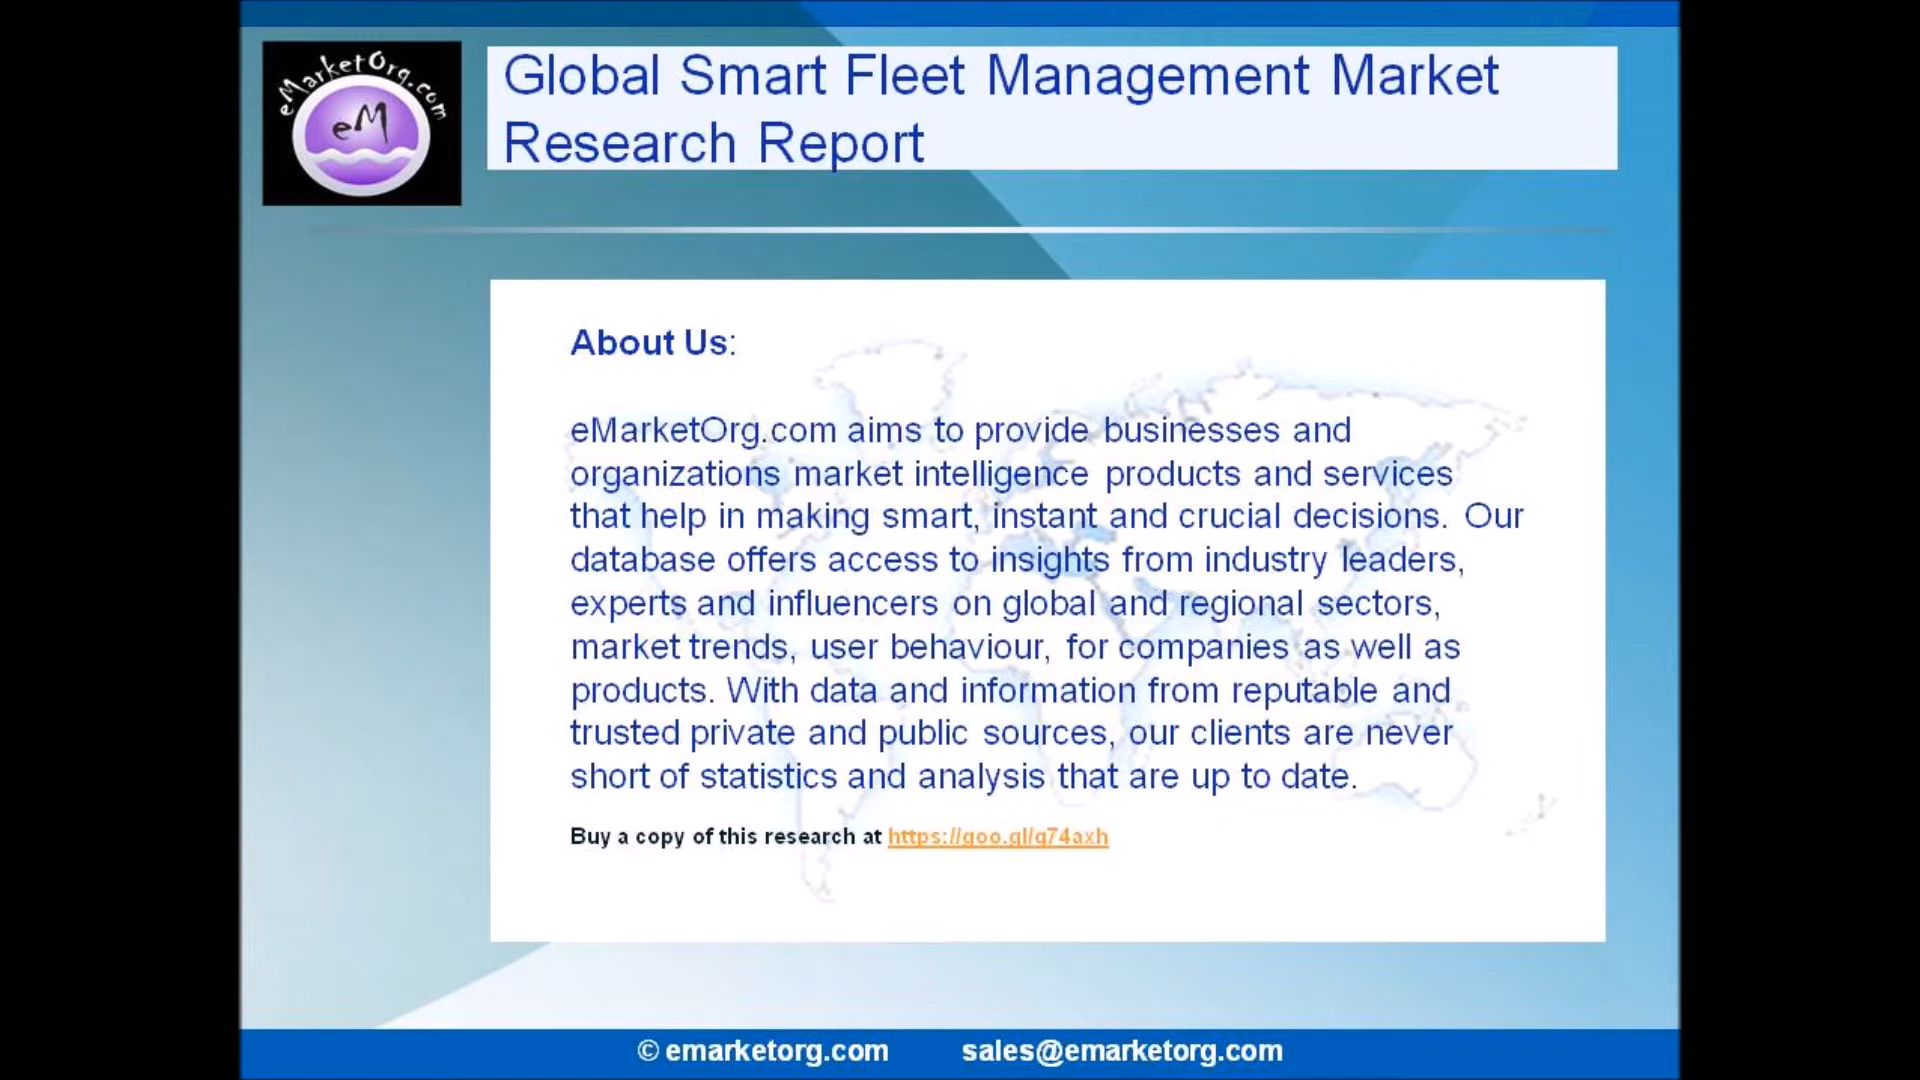 eMarketOrg.com
eM
Global Smart Fleet Management Market
Research Report
About Us:
eMarketOrg.com aims to provide businesses and
organizations market intelligence products and services
that help in making smart, instant and crucial decisions. Our
database offers access to insights from industry leaders,
experts and influencers on global and regional sectors,
market trends, user behaviour, for companies as well as
products. With data and information from reputable and
trusted private and public sources, our clients are never
short of statistics and analysis that are up to date.
Buy a copy of this research at https://goo.gl/q74axh
© emarketorg.com sales@emarketorg.com